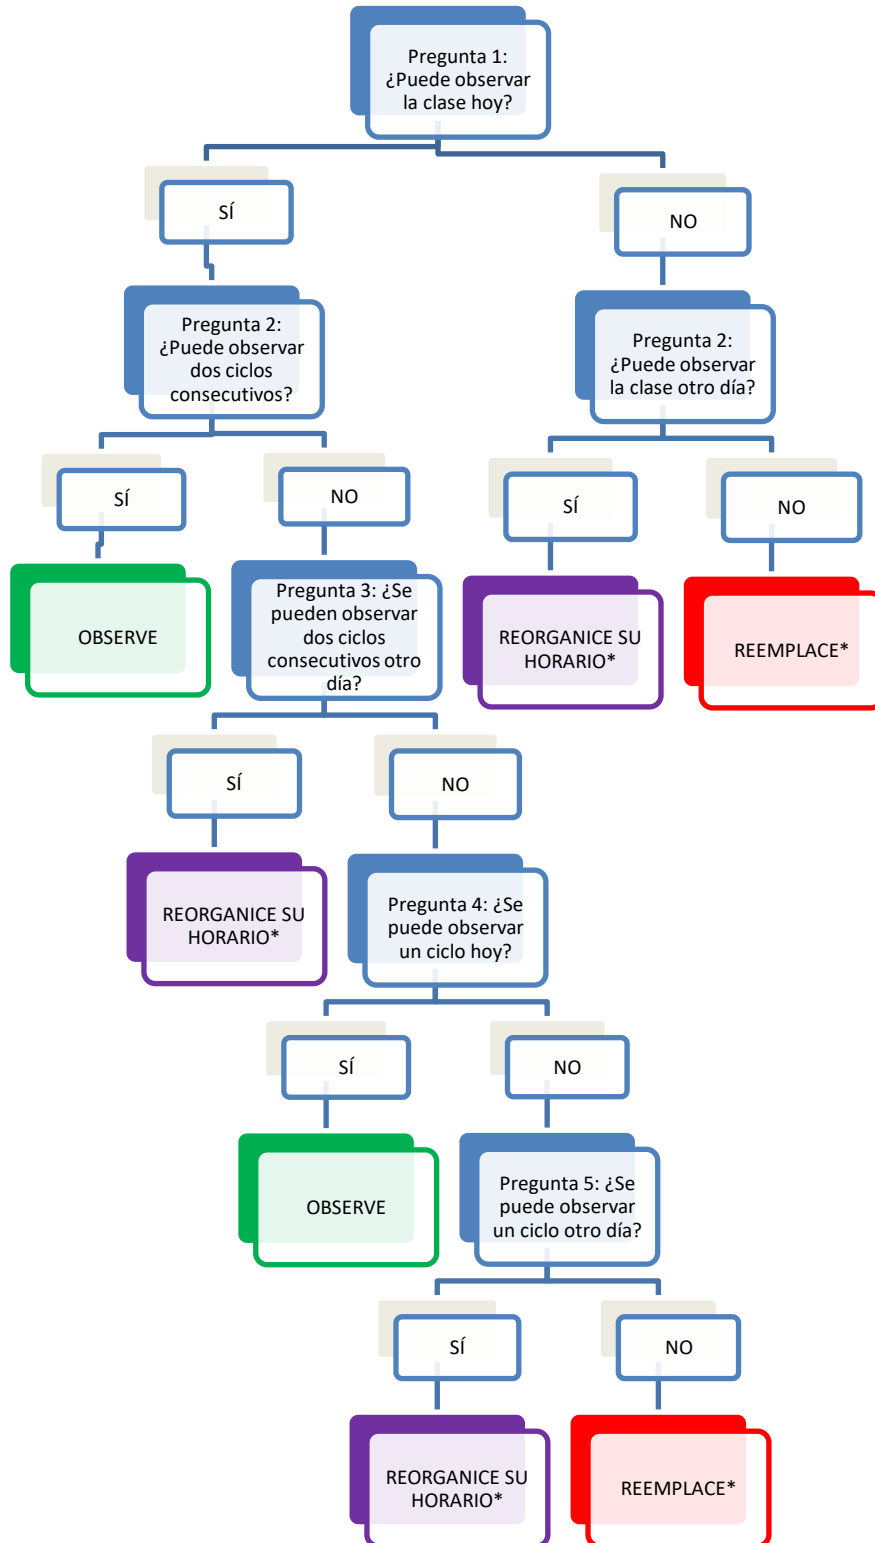 Pregunta 1:
¿Puede observar
la clase hoy?
SÍ
NO
Pregunta 2:
¿Puede observar
dos ciclos
consecutivos?
Pregunta 2:
¿Puede observar
la clase otro día?
SÍ
NO
SÍ
NO
OBSERVE
Pregunta 3: ¿Se
pueden observar
dos ciclos
consecutivos otro
día?
REORGANICE SU
HORARIO*
REEMPLACE*
SÍ
NO
REORGANICE SU
HORARIO*
Pregunta 4: ¿Se
puede observar
un ciclo hoy?
SÍ
NO
OBSERVE
Pregunta 5: ¿Se
puede observar
un ciclo otro día?
SÍ
NO
REORGANICE SU
HORARIO*
REEMPLACE*